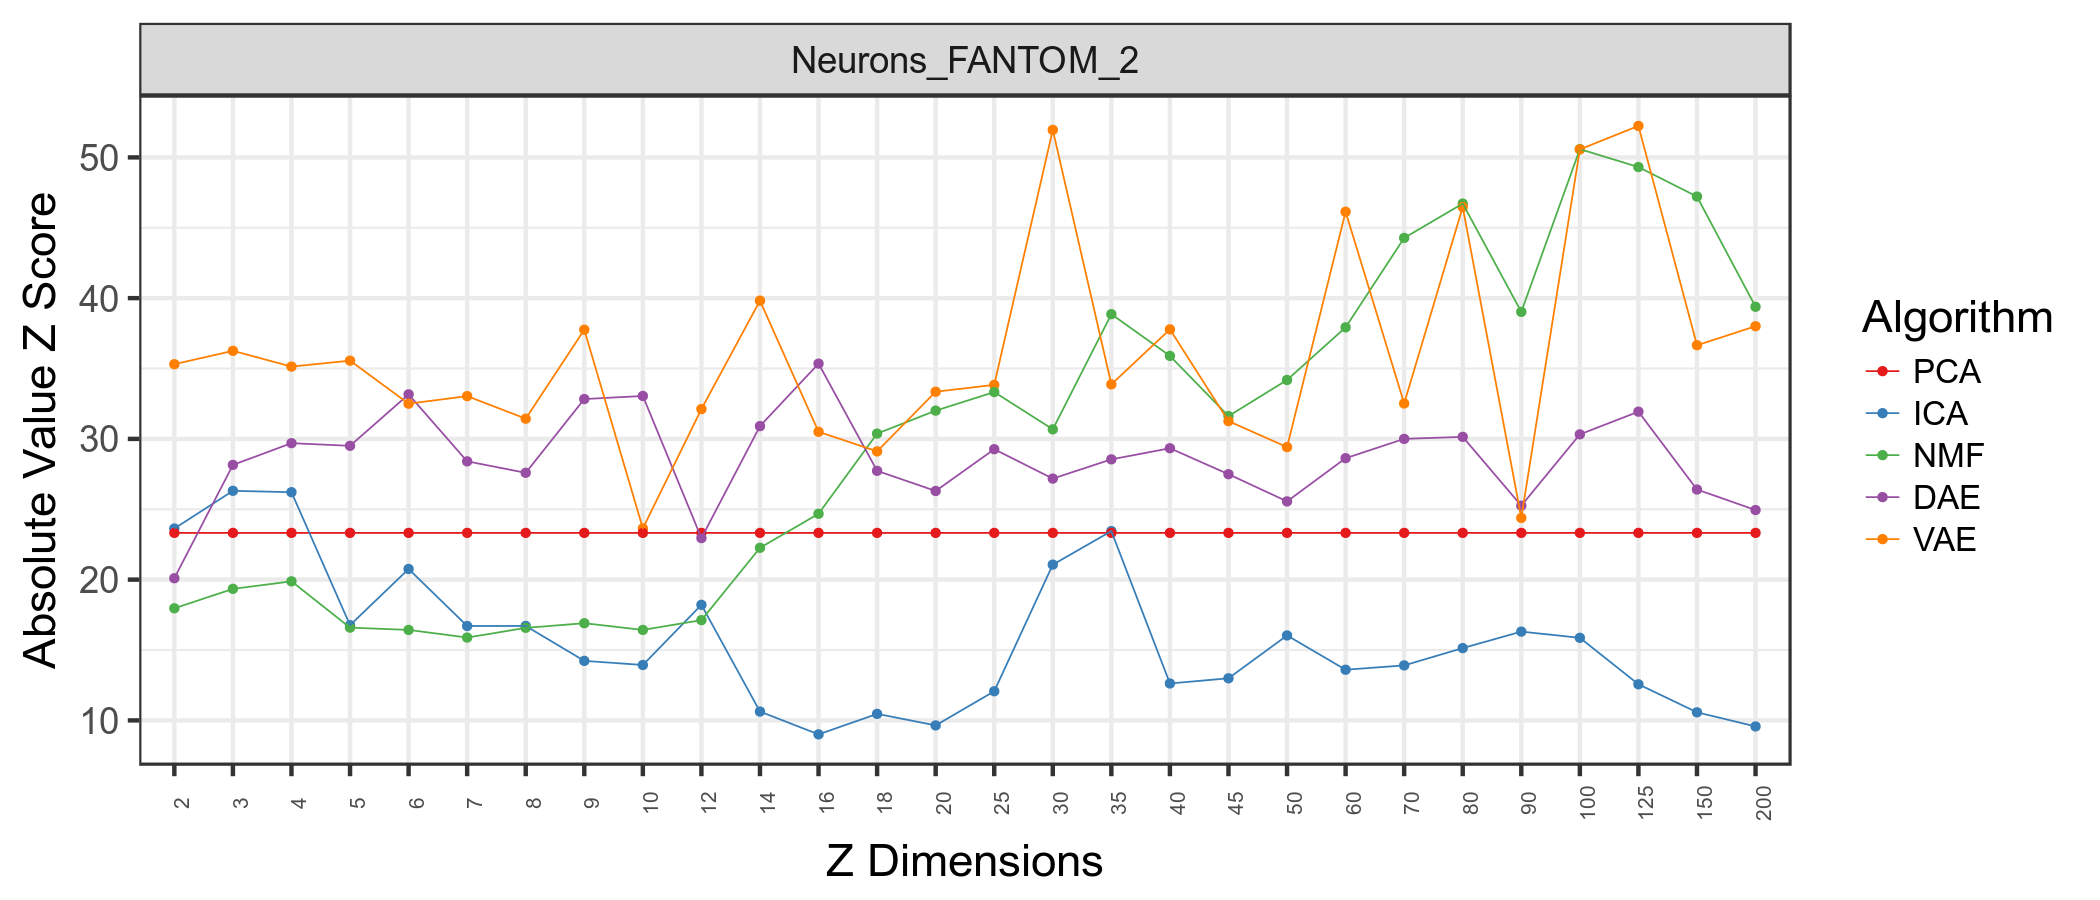 Neurons_FANTOM_2
Absolute Value Z Score
50
40
30
20
10
2 3 4 5 6 7 8 9 10 12 14 16 18 20 25 30 35 40 45 50 60 70 80 90 100 125 150 200
Z Dimensions
Algorithm
PCA
ICA
NMF
DAE
VAE